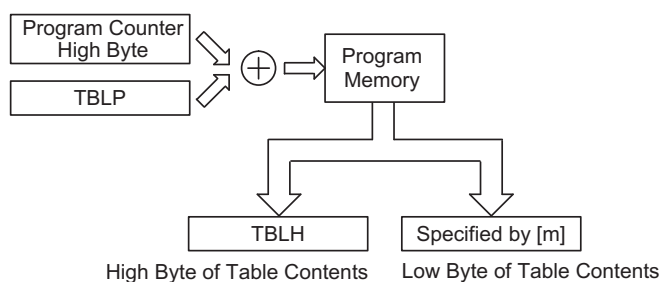 Program Counter
High Byte
TBLP
Program
Memory
TBLH
Specified by [m]
High Byte of Table Contents
Low Byte of Table Contents